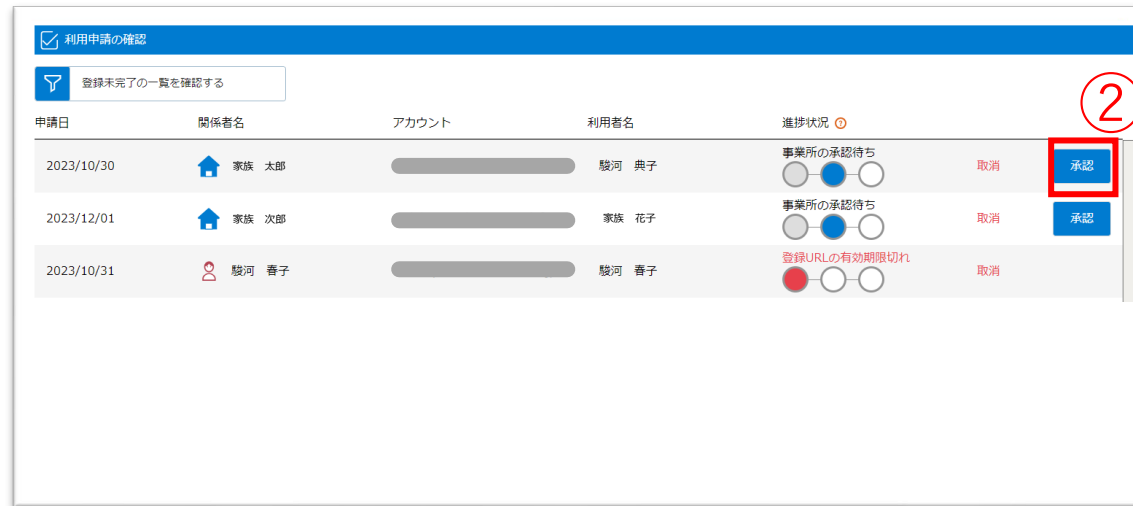 利用申請の確認
登録未完了の一覧を確認する
②
申請日 関係者名 アカウント 利用者名 進捗状況 ?
2023/10/30 家族 太郎 駿河 典子 事業所の承認待ち 取消 承認
2023/12/01 家族 次郎 家族 花子 事業所の承認待ち 取消 承認
2023/10/31 駿河 春子 駿河 春子 登録URLの有効期限切れ 取消